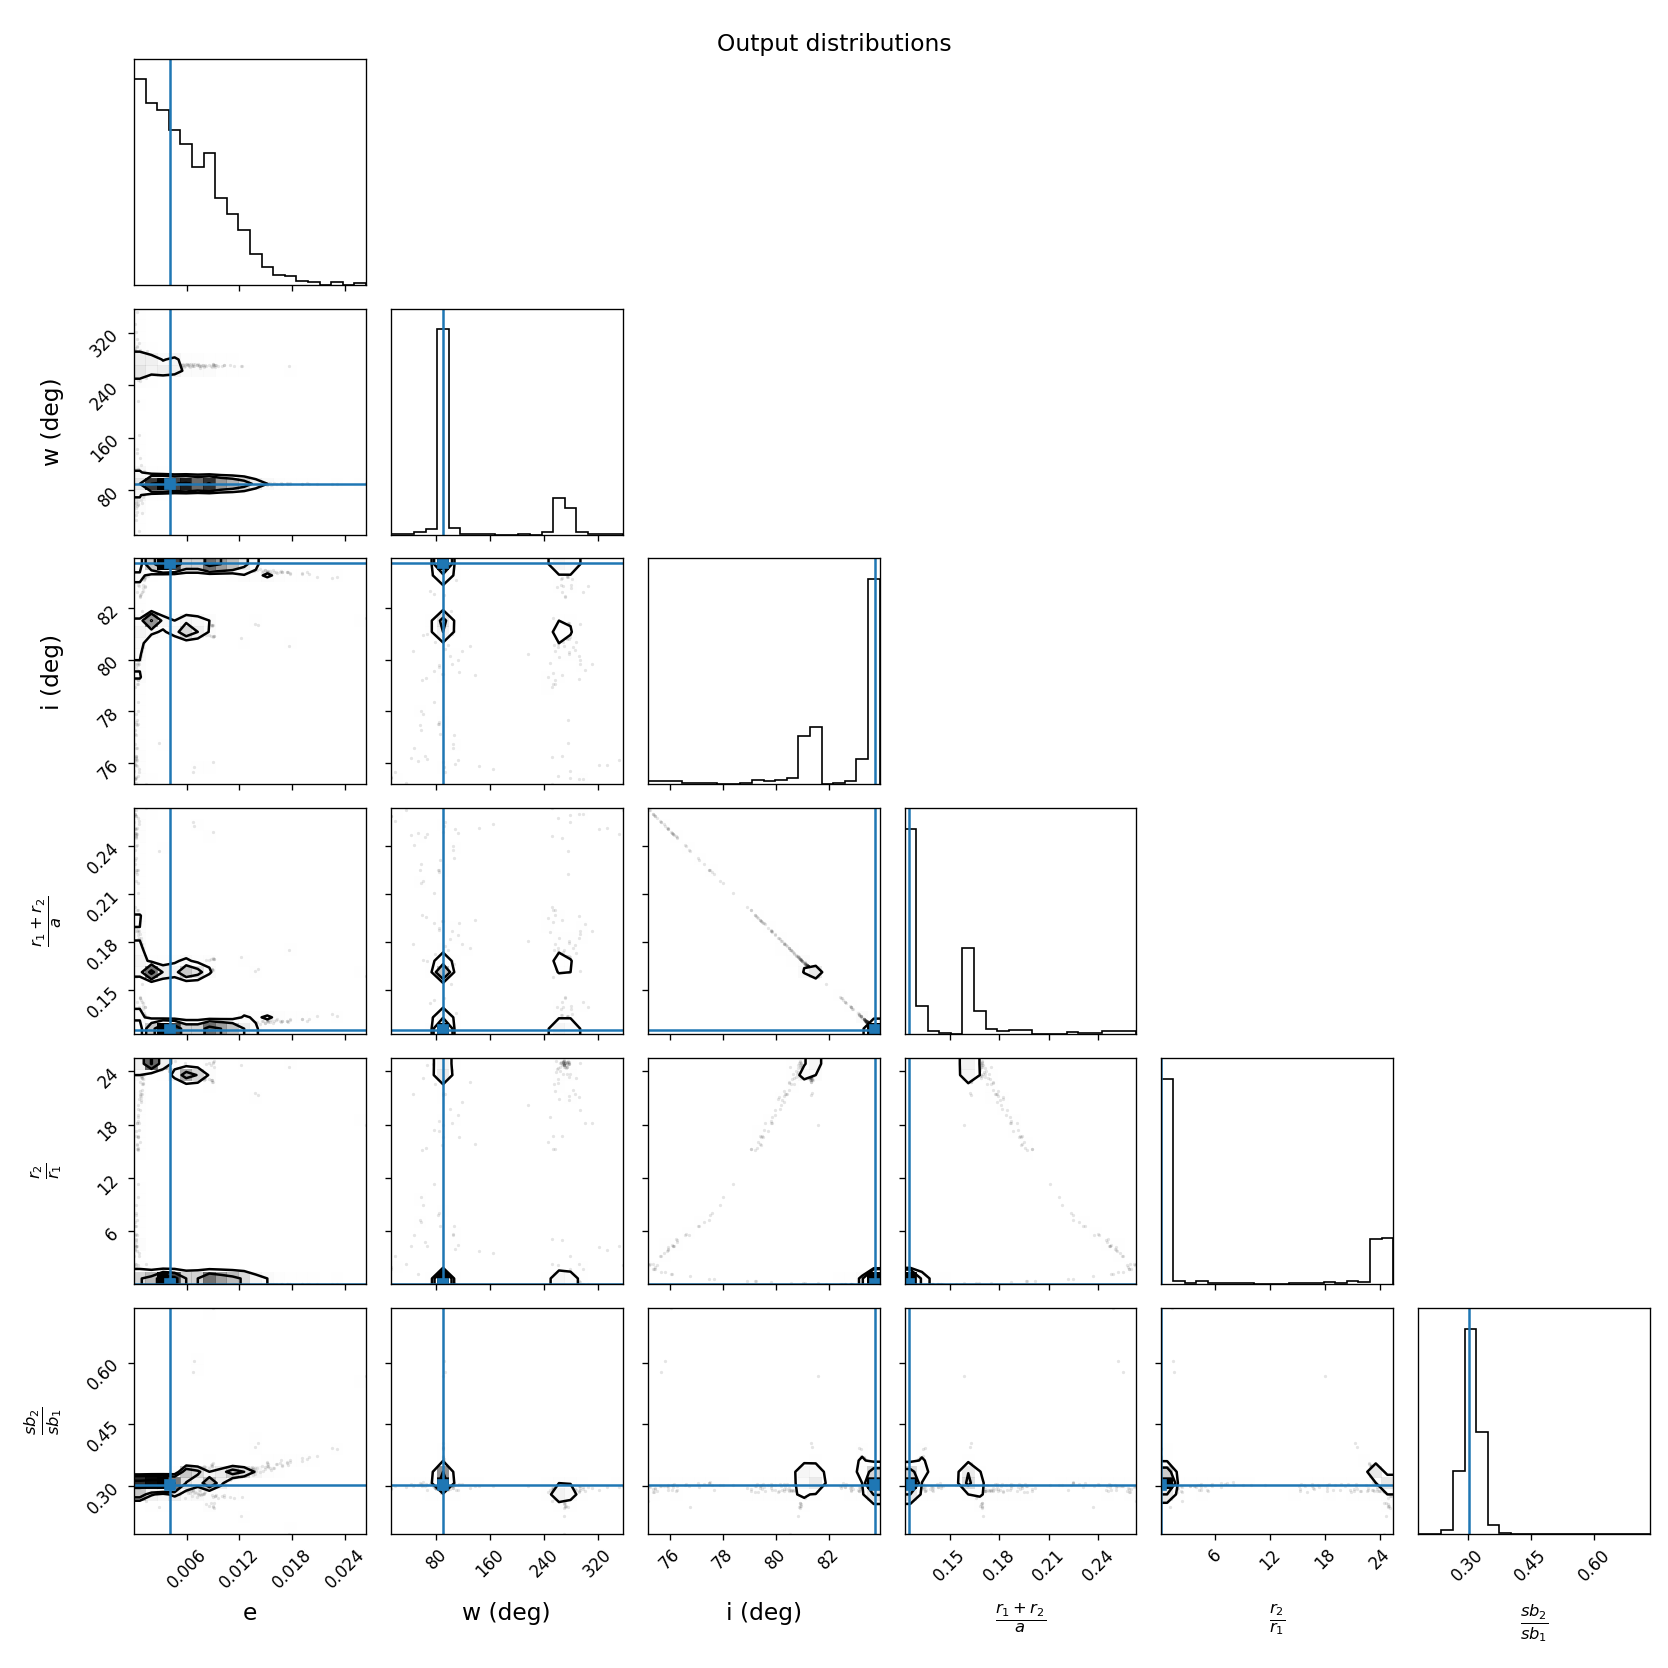 Output distributions
320
240
160
80
w (deg)
82
80
78
76
i (deg)
0.24
0.21
0.18
0.15
r₁ + r₂
a
24
18
12
6
r₂
r₁
0.60
0.45
0.30
sb₂
sb₁
0.006 0.012 0.018 0.024
80 160 240 320
76 78 80 82
0.15 0.18 0.21 0.24
6 12 18 24
0.30 0.45 0.60
e
w (deg)
i (deg)
r₁ + r₂
a
r₂
r₁
sb₂
sb₁